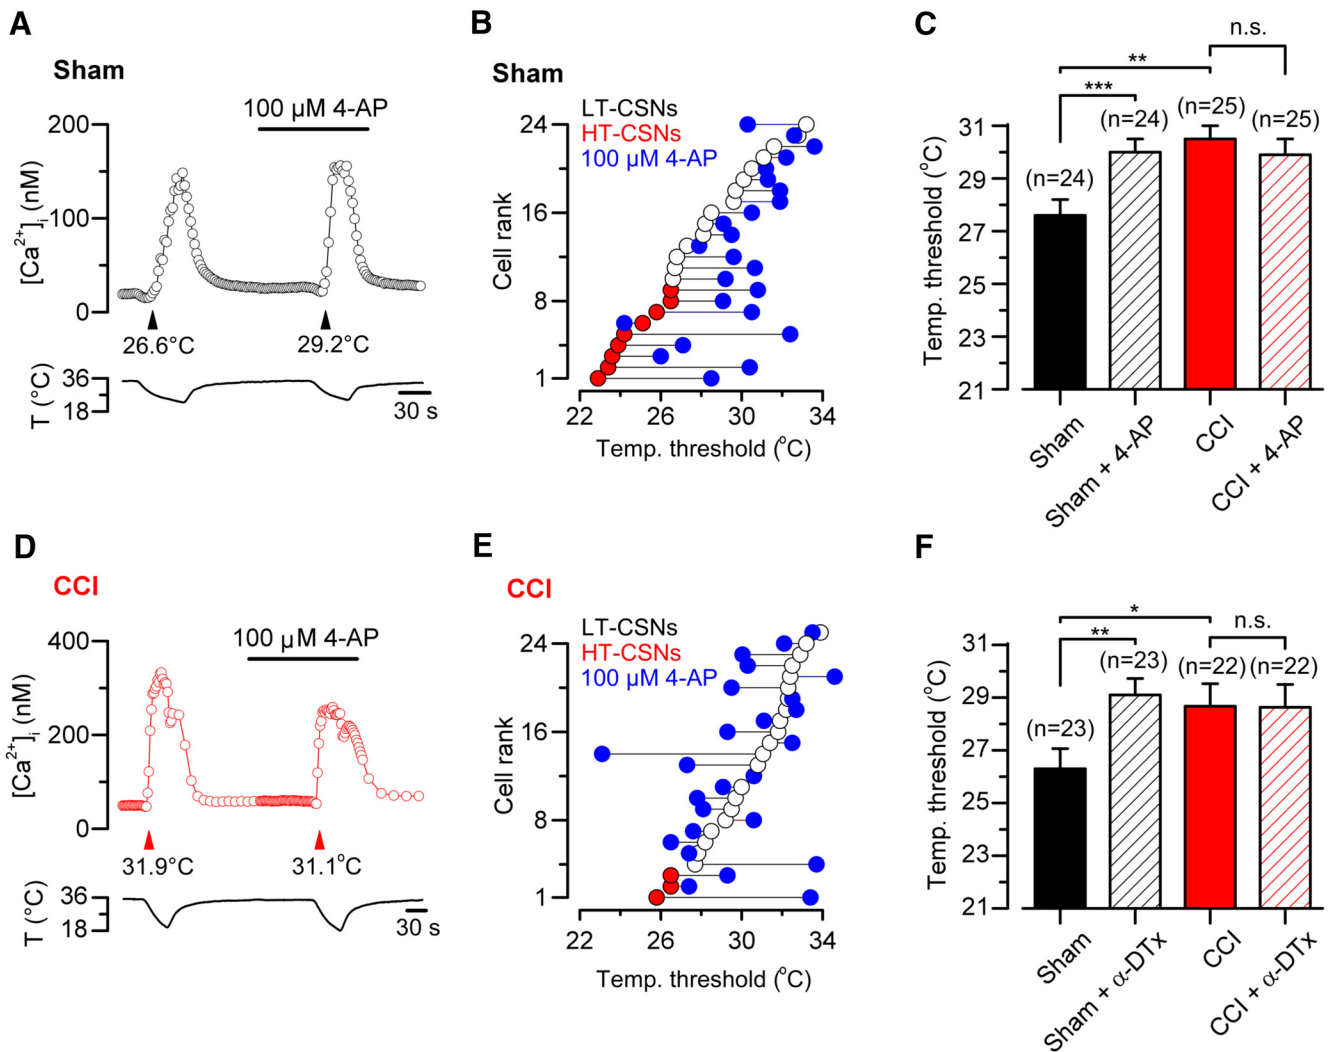 A
Sham
100 µM 4-AP
[Ca2+]i (nM)
200
100
0
26.6°C
29.2°C
T (°C)
36
18
30 s
B
Sham
LT-CSNs
HT-CSNs
100 µM 4-AP
Cell rank
24
16
8
1
22
26
30
34
Temp. threshold (°C)
C
n.s.
**
***
(n=24)
(n=24)
(n=25)
(n=25)
Temp. threshold (°C)
31
29
27
25
23
21
Sham
Sham + 4-AP
CCI
CCI + 4-AP
D
CCI
100 µM 4-AP
[Ca2+]i (nM)
400
200
0
31.9°C
31.1°C
T (°C)
36
18
30 s
E
CCI
LT-CSNs
HT-CSNs
100 µM 4-AP
Cell rank
24
16
8
1
22
26
30
34
Temp. threshold (°C)
F
*
n.s.
**
(n=23)
(n=23)
(n=22)
(n=22)
Temp. threshold (°C)
31
29
27
25
23
21
Sham
Sham + α-DTx
CCI
CCI + α-DTx